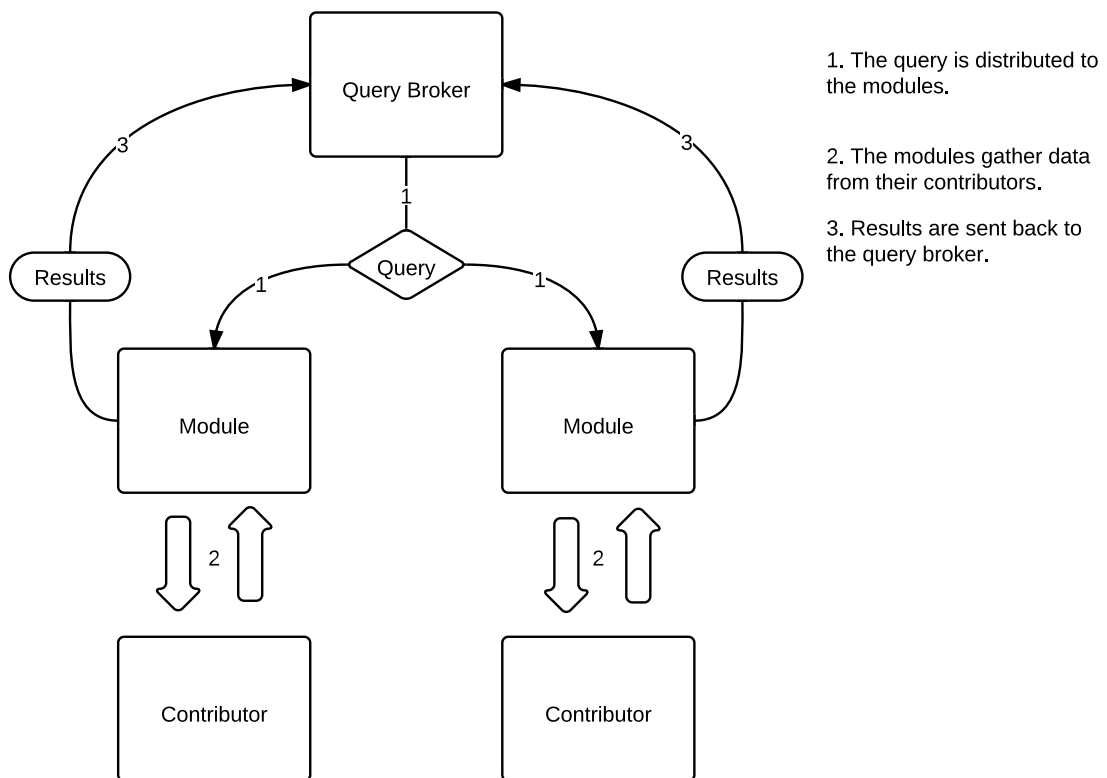 Query Broker
1. The query is distributed to
the modules.
3
3
2. The modules gather data
from their contributors.
1
3. Results are sent back to
the query broker.
Results
1
Query
1
Results
Module
Module
2
2
Contributor
Contributor